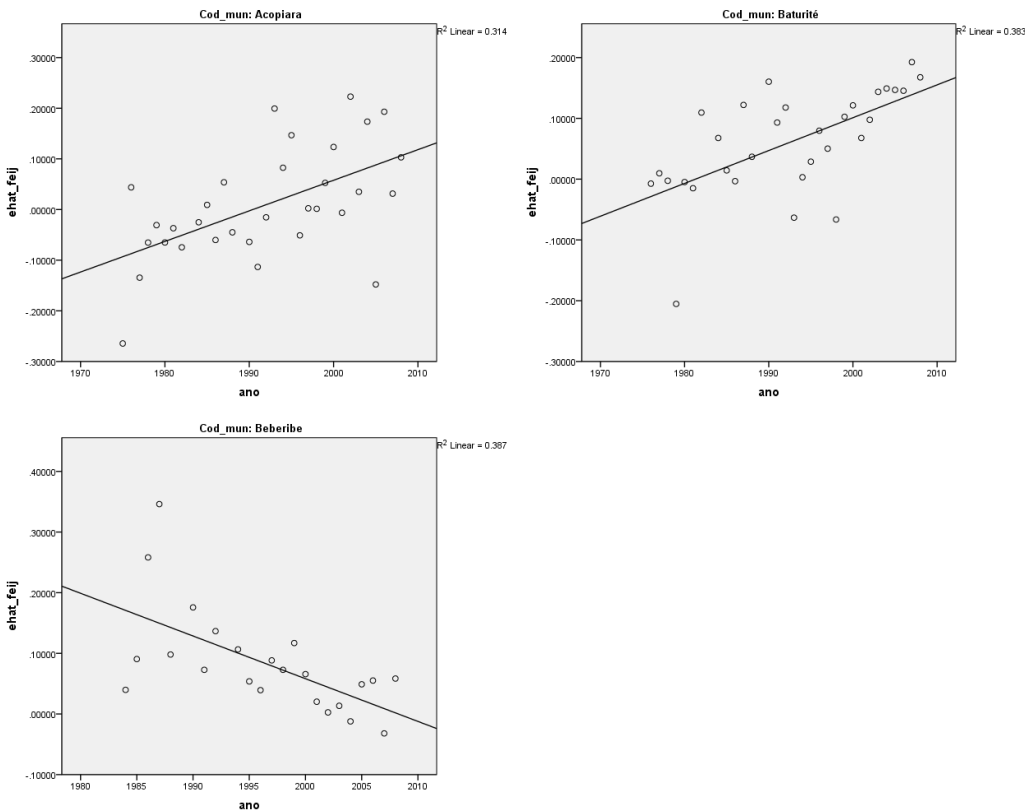 Cod_mun: Acopiara
R² Linear = 0.314
.30000
.20000
.10000
.00000
-.10000
-.20000
-.30000
ehat_feij
1970 1980 1990 2000 2010
ano
Cod_mun: Baturité
R² Linear = 0.383
.20000
.10000
.00000
-.10000
-.20000
-.30000
ehat_feij
1970 1980 1990 2000 2010
ano
Cod_mun: Beberibe
R² Linear = 0.387
.40000
.30000
.20000
.10000
.00000
-.10000
ehat_feij
1980 1985 1990 1995 2000 2005 2010
ano